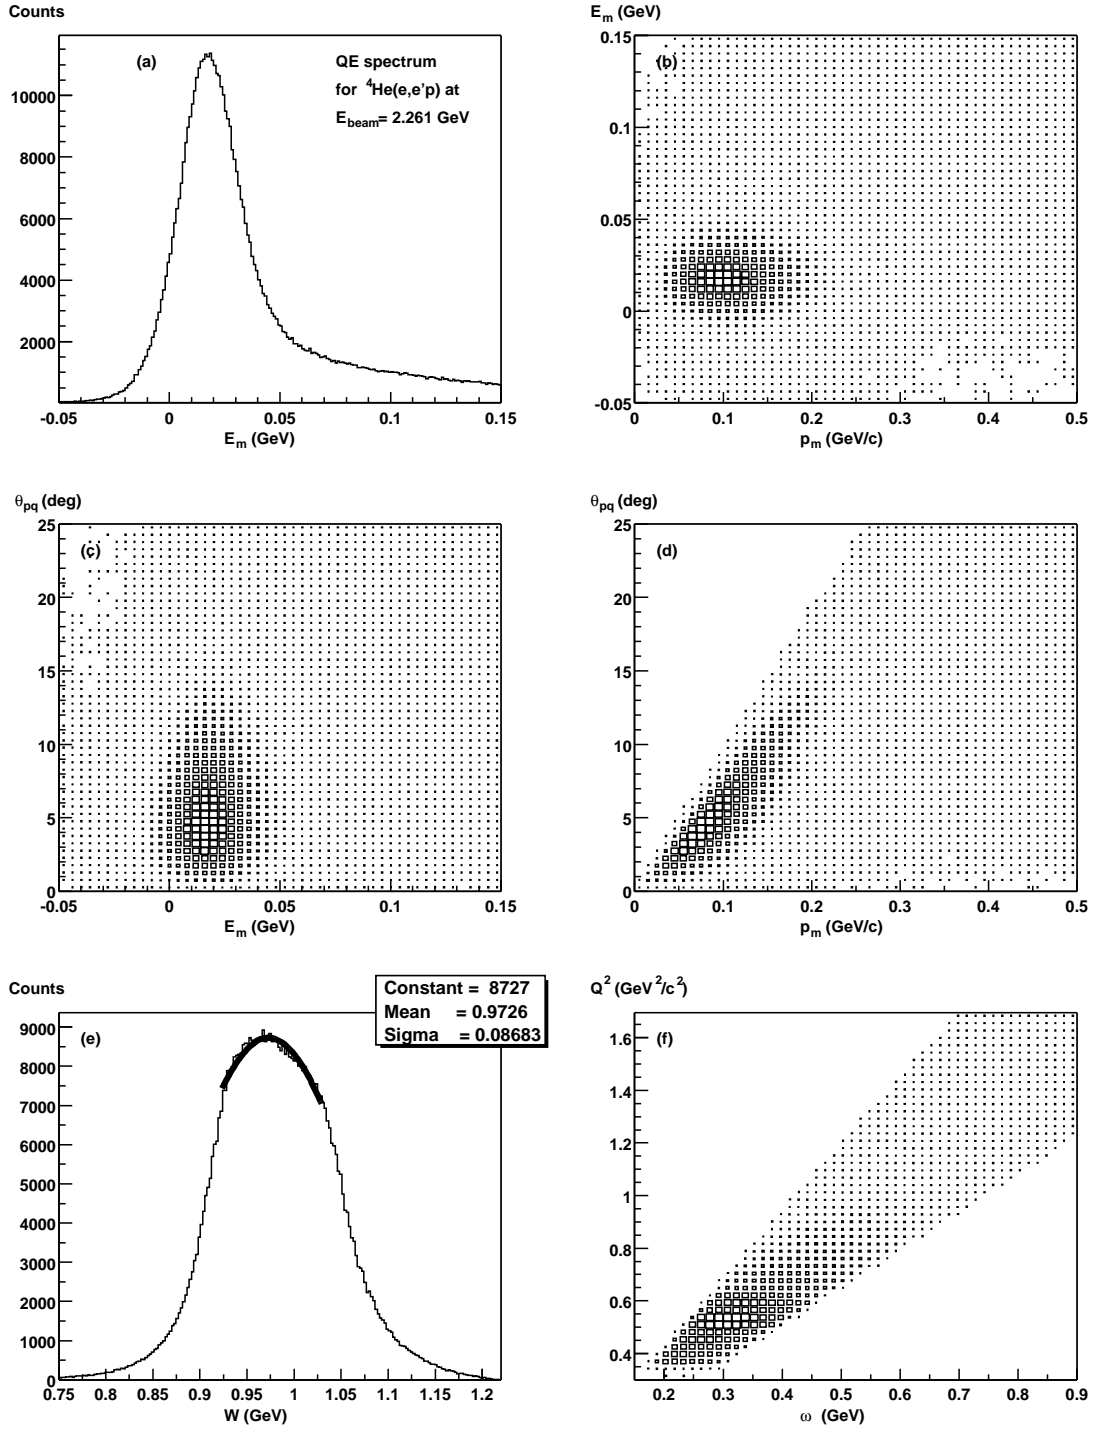 Counts
(a)
QE spectrum
for ⁴He(e,e'p) at
E_beam= 2.261 GeV
10000
8000
6000
4000
2000
-0.05 0 0.05 0.1 0.15
E_m (GeV)
E_m (GeV)
(b)
0.15
0.1
0.05
0
-0.05
0 0.1 0.2 0.3 0.4 0.5
p_m (GeV/c)
θ_pq (deg)
(c)
25
20
15
10
5
0
-0.05 0 0.05 0.1 0.15
E_m (GeV)
θ_pq (deg)
(d)
25
20
15
10
5
0
0 0.1 0.2 0.3 0.4 0.5
p_m (GeV/c)
Counts
Constant = 8727
Mean = 0.9726
Sigma = 0.08683
(e)
9000
8000
7000
6000
5000
4000
3000
2000
1000
0
0.75 0.8 0.85 0.9 0.95 1 1.05 1.1 1.15 1.2
W (GeV)
Q² (GeV²/c²)
(f)
1.6
1.4
1.2
1
0.8
0.6
0.4
0.2 0.3 0.4 0.5 0.6 0.7 0.8 0.9
ω (GeV)